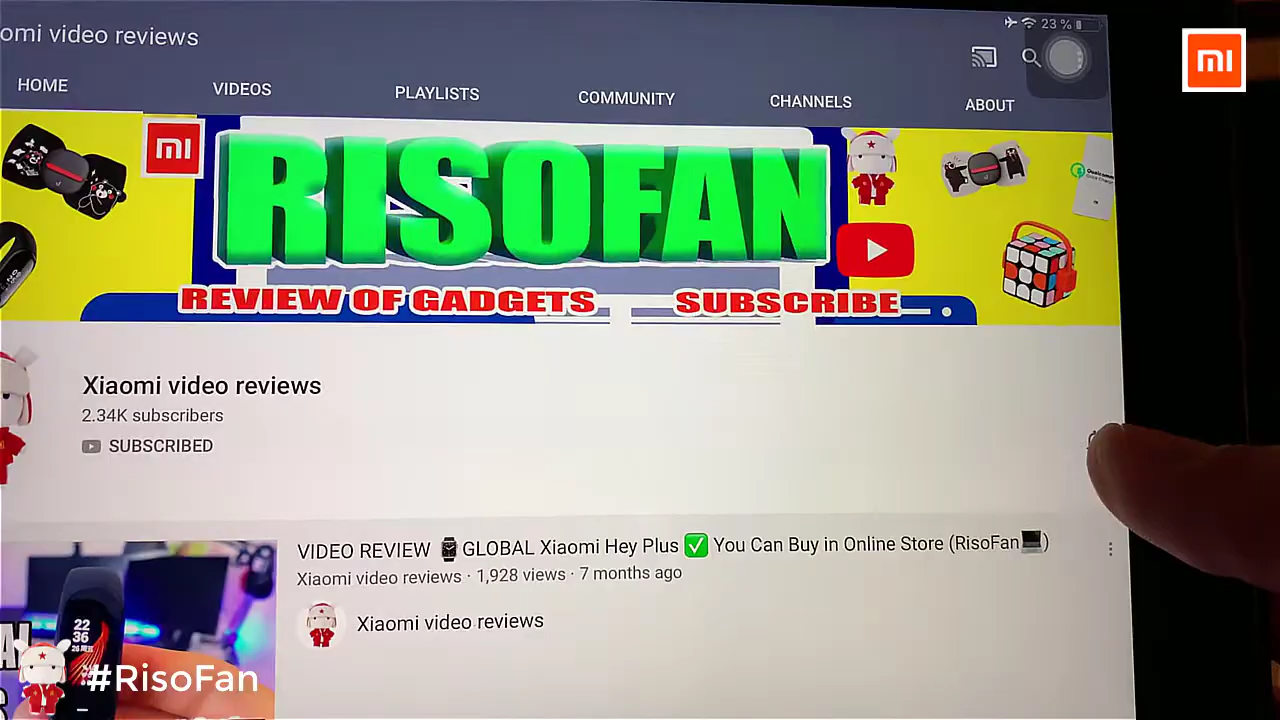 omi video reviews
23 %
HOME
VIDEOS
PLAYLISTS
COMMUNITY
CHANNELS
ABOUT
mi
mi
RISOFAN
REVIEW OF GADGETS
SUBSCRIBE
Xiaomi video reviews
2.34K subscribers
SUBSCRIBED
VIDEO REVIEW ⌚GLOBAL Xiaomi Hey Plus ✅ You Can Buy in Online Store (RisoFan💻)
Xiaomi video reviews · 1,928 views · 7 months ago
Xiaomi video reviews
22
36
#RisoFan